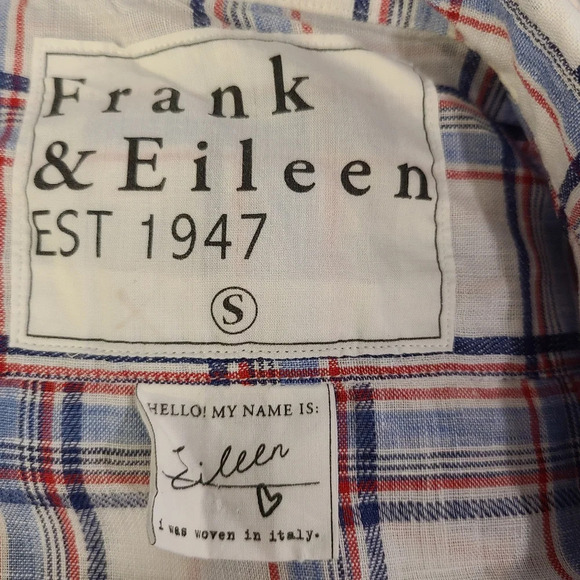 Frank
& Eileen
EST 1947
S
HELLO! MY NAME IS:
Eileen
i was woven in italy.